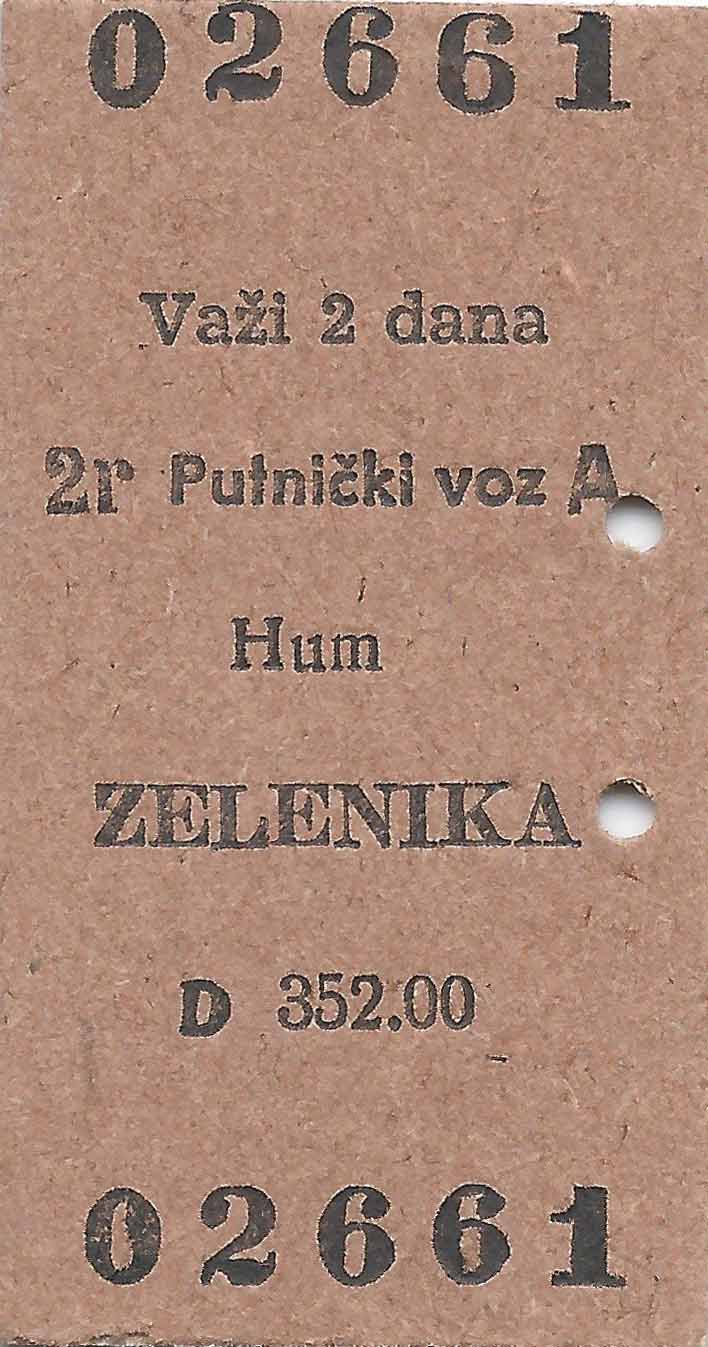 02661
Važi 2 dana
2r Putnički voz A
Hum
ZELENIKA
D 352.00
02661